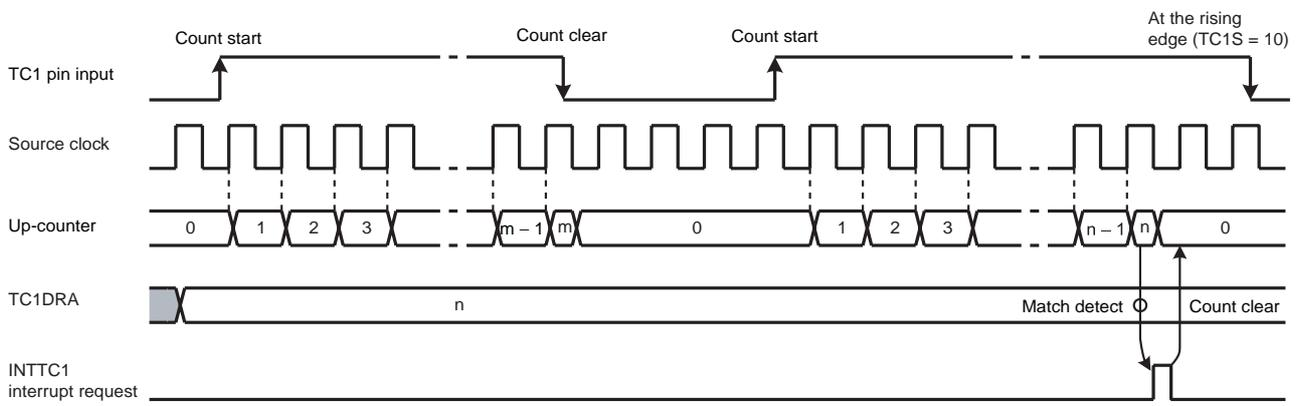 At the rising
edge (TC1S = 10)
Count start
Count clear
Count start
TC1 pin input
Source clock
Up-counter
0 1 2 3 m – 1 m 0 1 2 3 n – 1 n 0
TC1DRA
n
Match detect
Count clear
INTTC1
interrupt request